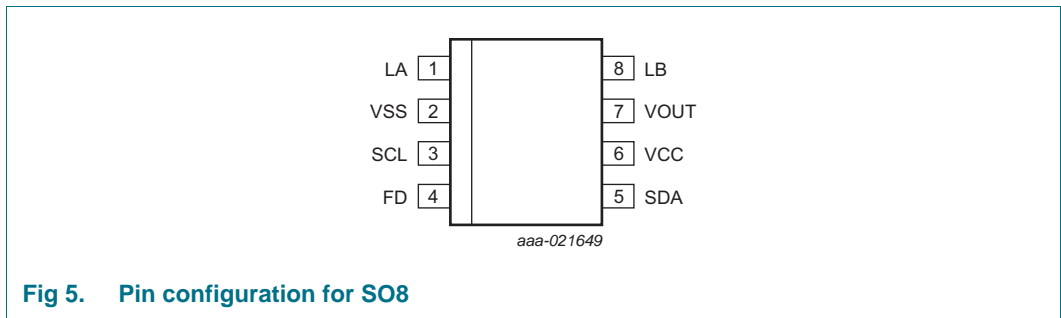 LA 1 8 LB
VSS 2 7 VOUT
SCL 3 6 VCC
FD 4 5 SDA
aaa-021649
Fig 5. Pin configuration for SO8